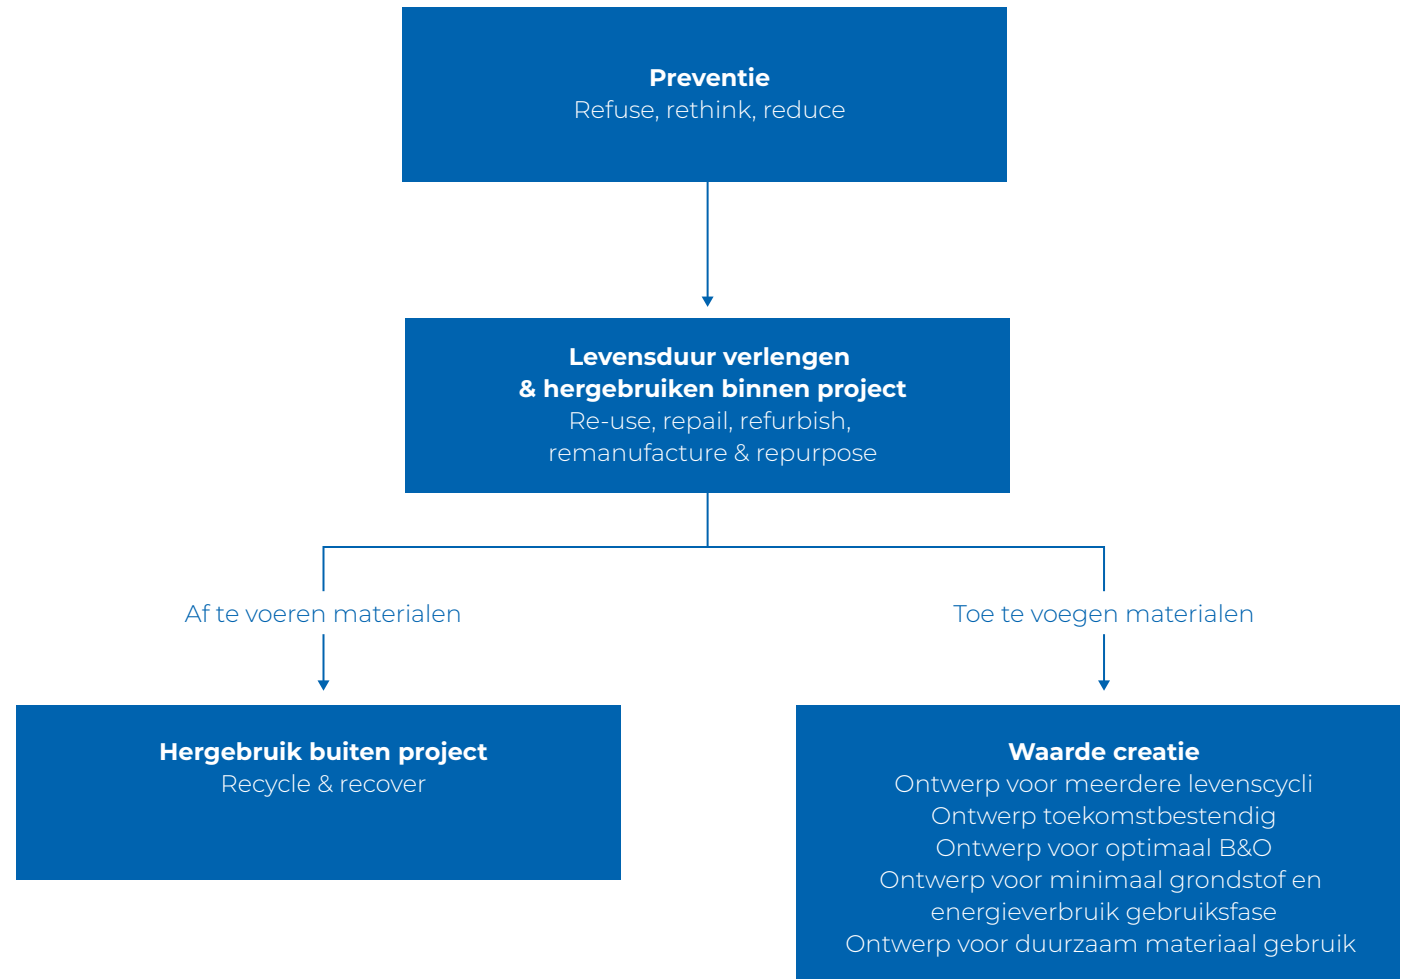 Preventie
Refuse, rethink, reduce
Levensduur verlengen
& hergebruiken binnen project
Re-use, repail, refurbish,
remanufacture & repurpose
Af te voeren materialen
Toe te voegen materialen
Hergebruik buiten project
Recycle & recover
Waarde creatie
Ontwerp voor meerdere levenscycli
Ontwerp toekomstbestendig
Ontwerp voor optimaal B&O
Ontwerp voor minimaal grondstof en
energieverbruik gebruiksfase
Ontwerp voor duurzaam materiaal gebruik